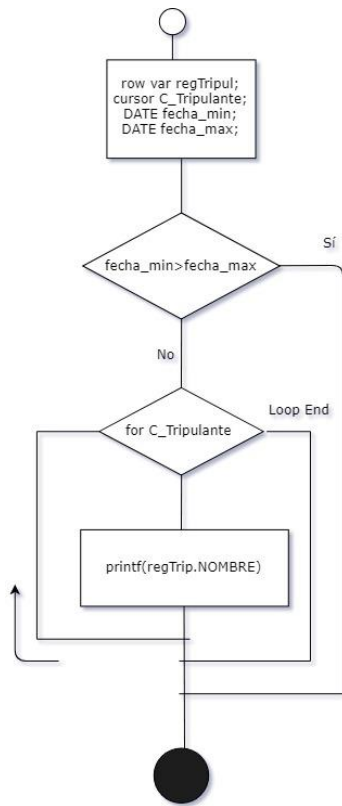 row var regTripul;
cursor C_Tripulante;
DATE fecha_min;
DATE fecha_max;
Sí
fecha_min>fecha_max
No
Loop End
for C_Tripulante
printf(regTrip.NOMBRE)